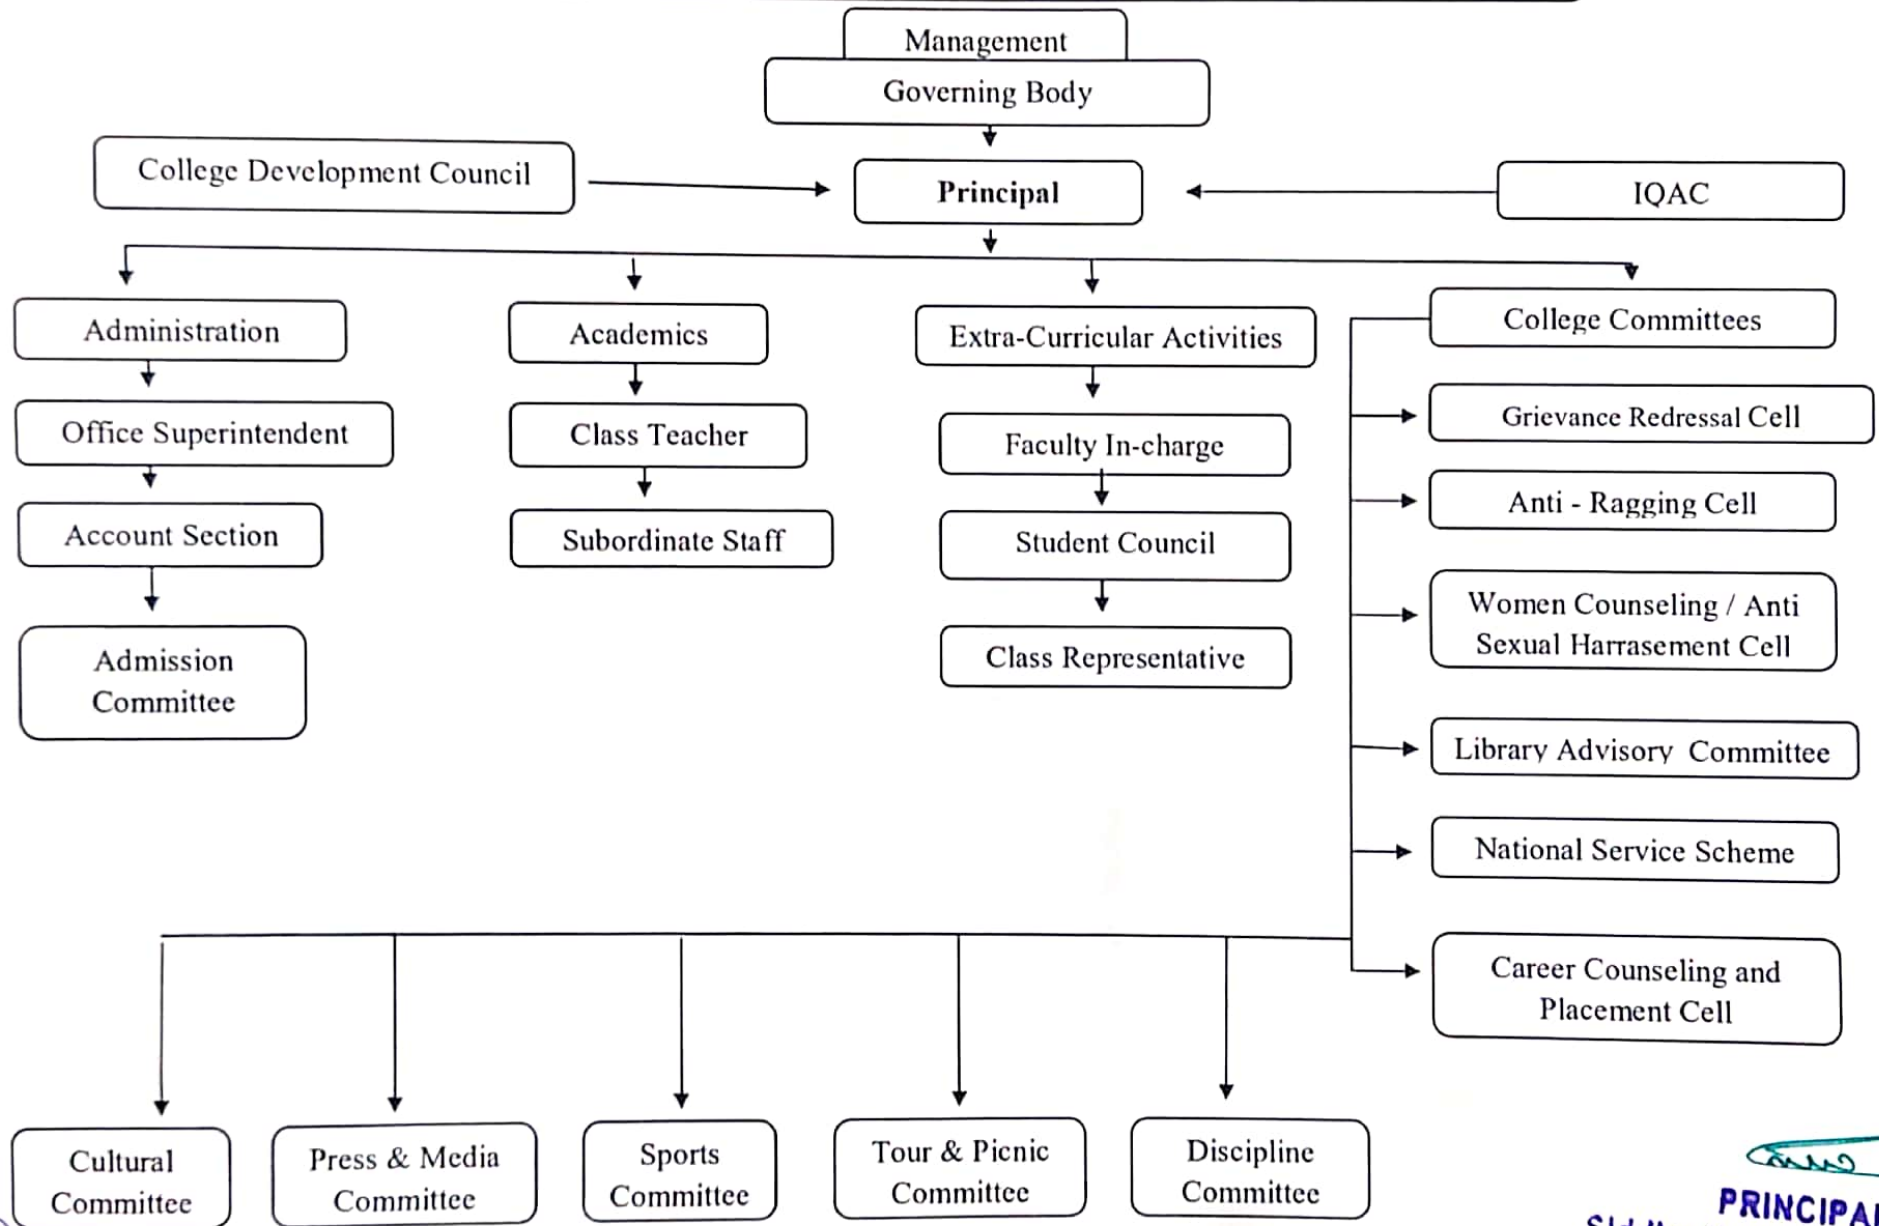 Management
Governing Body
College Development Council
Principal
IQAC
Administration
Academics
Extra-Curricular Activities
College Committees
Office Superintendent
Class Teacher
Faculty In-charge
Grievance Redressal Cell
Account Section
Subordinate Staff
Student Council
Anti - Ragging Cell
Admission
Committee
Class Representative
Women Counseling / Anti
Sexual Harrasement Cell
Library Advisory Committee
National Service Scheme
Career Counseling and
Placement Cell
Cultural
Committee
Press & Media
Committee
Sports
Committee
Tour & Picnic
Committee
Discipline
Committee
PRINCIPAL